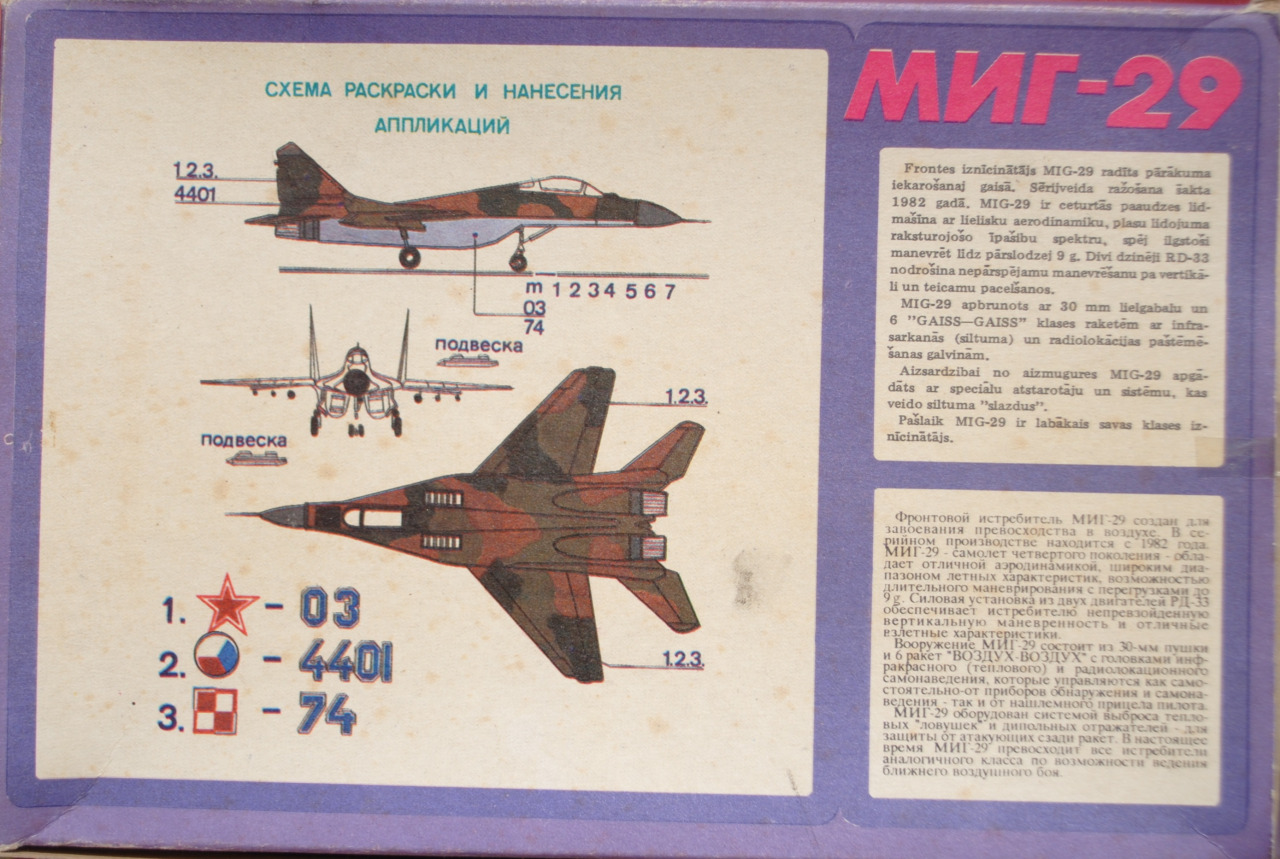 СХЕМА РАСКРАСКИ И НАНЕСЕНИЯ
АППЛИКАЦИЙ
1.2.3.
4401
m 1 2 3 4 5 6 7
03
74
подвеска
подвеска
1.2.3.
1.2.3.
1. - 03
2. - 4401
3. - 74
МИГ-29
Frontes iznīcinātājs MIG-29 radīts pārākuma
iekarošanaj gaisā. Sērijveida ražošana šakta
1982 gadā. MIG-29 ir ceturtās paaudzes lid-
mašīna ar lielisku aerodinamiku, plašu lidojuma
raksturojošo īpašību spektru, spēj ilgstoši
manevrēt līdz pārslodzej 9 g. Divi dzinēji RD-33
nodrošina nepārspējamu manevrēšanu pa vertikā-
li un teicamu pacelšanos.
MIG-29 apbrunots ar 30 mm lielgabalu un
6 "GAISS—GAISS" klases raketēm ar infra-
sarkanās (siltuma) un radiolokācijas paštēmē-
šanas galvinām.
Aizsardzībai no aizmugures MIG-29 apgā-
dāts ar speciālu atstarotāju un sistēmu, kas
veido siltuma "slazdus".
Pašlaik MIG-29 ir labākais savas klases iz-
nīcinātājs.
Фронтовой истребитель МИГ-29 создан для
завоевания превосходства в воздухе. В се-
рийном производстве находится с 1982 года.
МИГ-29 - самолет четвертого поколения - обла-
дает отличной аэродинамикой, широким диа-
пазоном летных характеристик, возможностью
длительного маневрирования с перегрузками до
9 g. Силовая установка из двух двигателей РД-33
обеспечивает истребителю непревзойденную
вертикальную маневренность и отличные
взлетные характеристики.
Вооружение МИГ-29 состоит из 30-мм пушки
и 6 ракет "ВОЗДУХ-ВОЗДУХ" с головками инф-
ракрасного (теплового) и радиолокационного
самонаведения, которые управляются как само-
стоятельно-от приборов обнаружения и самона-
ведения - так и от нашлемного прицела пилота.
МИГ-29 оборудован системой выброса тепло-
вых "ловушек" и дипольных отражателей - для
защиты от атакующих сзади ракет. В настоящее
время МИГ-29 превосходит все истребители
аналогичного класса по возможности ведения
ближнего воздушного боя.